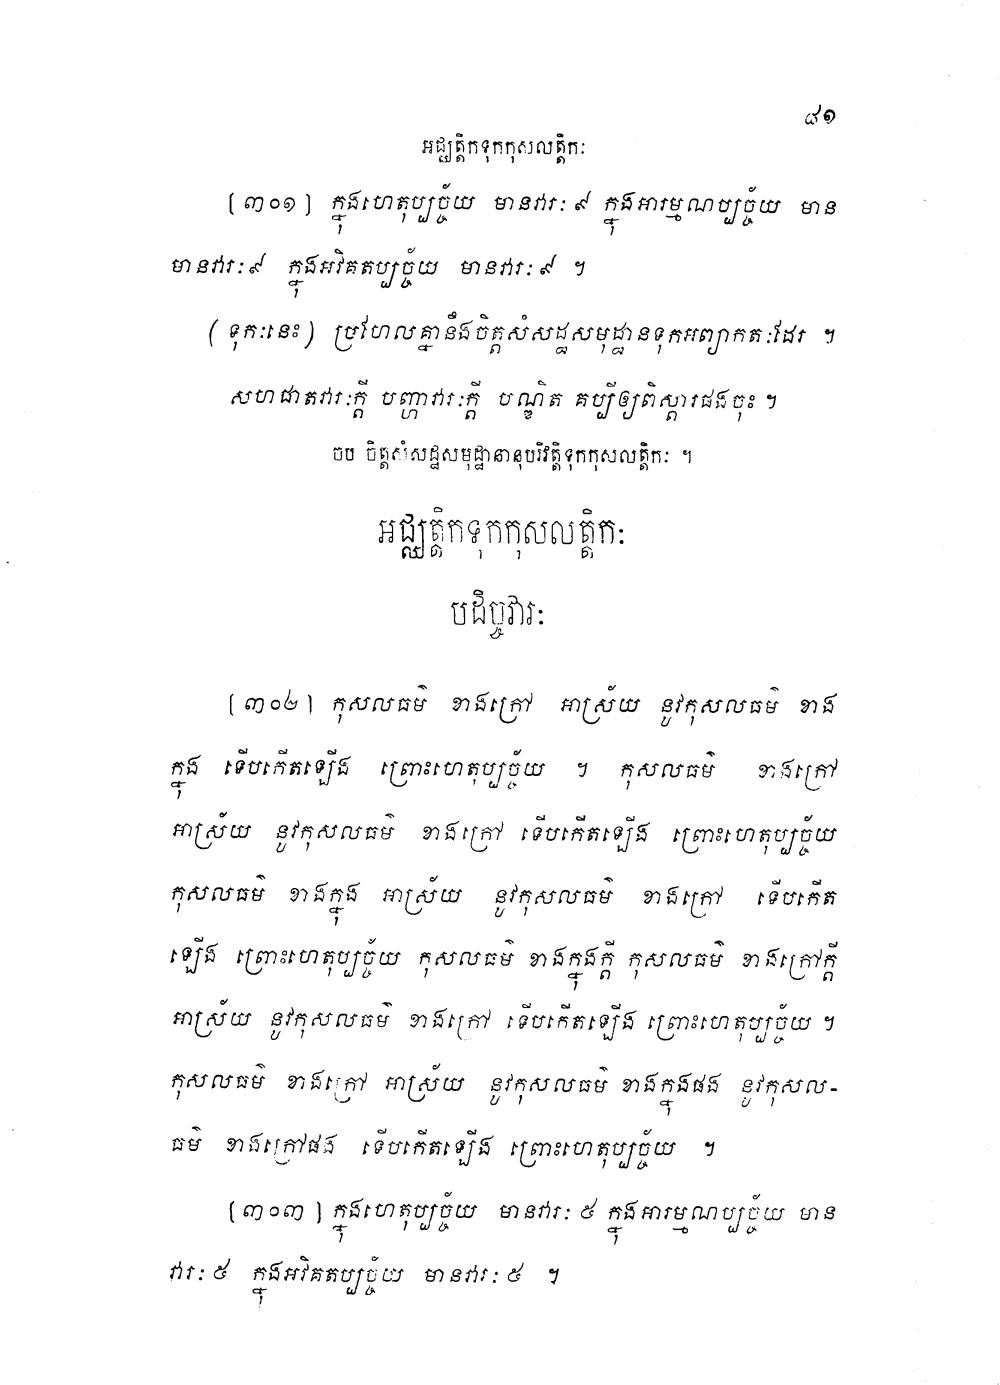 ៨១
អជ្ឈត្តិកទុកកុសលត្តិកៈ
[៣០១] ក្នុងហេតុប្បច្ច័យ មានវារៈ ៩ ក្នុងអារម្មណប្បច្ច័យ មាន
មានវារៈ ៩ ក្នុងអវិគតប្បច្ច័យ មានវារៈ ៩ ។
(ទុកៈនេះ) ប្រហែលគ្នានឹងចិត្តសំសដ្ឋសមុដ្ឋានទុកអព្យាកតៈដែរ ។
សហជាតវារៈក្តី បញ្ហាវារៈក្តី បណ្ឌិត គប្បីឲ្យពិស្តារផងចុះ ។
ចប ចិត្តសំសដ្ឋសមុដ្ឋានានុបរិវត្តិទុកកុសលត្តិកៈ ។
អជ្ឈត្តិកទុកកុសលត្តិកៈ
បដិច្ចវារៈ
[៣០២] កុសលធម៌ ខាងក្រៅ អាស្រ័យ នូវកុសលធម៌ ខាង
ក្នុង ទើបកើតឡើង ព្រោះហេតុប្បច្ច័យ ។ កុសលធម៌ ខាងក្រៅ
អាស្រ័យ នូវកុសលធម៌ ខាងក្រៅ ទើបកើតឡើង ព្រោះហេតុប្បច្ច័យ
កុសលធម៌ ខាងក្នុង អាស្រ័យ នូវកុសលធម៌ ខាងក្រៅ ទើបកើត
ឡើង ព្រោះហេតុប្បច្ច័យ កុសលធម៌ ខាងក្នុងក្តី កុសលធម៌ ខាងក្រៅក្តី
អាស្រ័យ នូវកុសលធម៌ ខាងក្រៅ ទើបកើតឡើង ព្រោះហេតុប្បច្ច័យ ។
កុសលធម៌ ខាងក្រៅ អាស្រ័យ នូវកុសលធម៌ ខាងក្នុងផង នូវកុសល-
ធម៌ ខាងក្រៅផង ទើបកើតឡើង ព្រោះហេតុប្បច្ច័យ ។
[៣០៣] ក្នុងហេតុប្បច្ច័យ មានវារៈ ៥ ក្នុងអារម្មណប្បច្ច័យ មាន
វារៈ ៥ ក្នុងអវិគតប្បច្ច័យ មានវារៈ ៥ ។